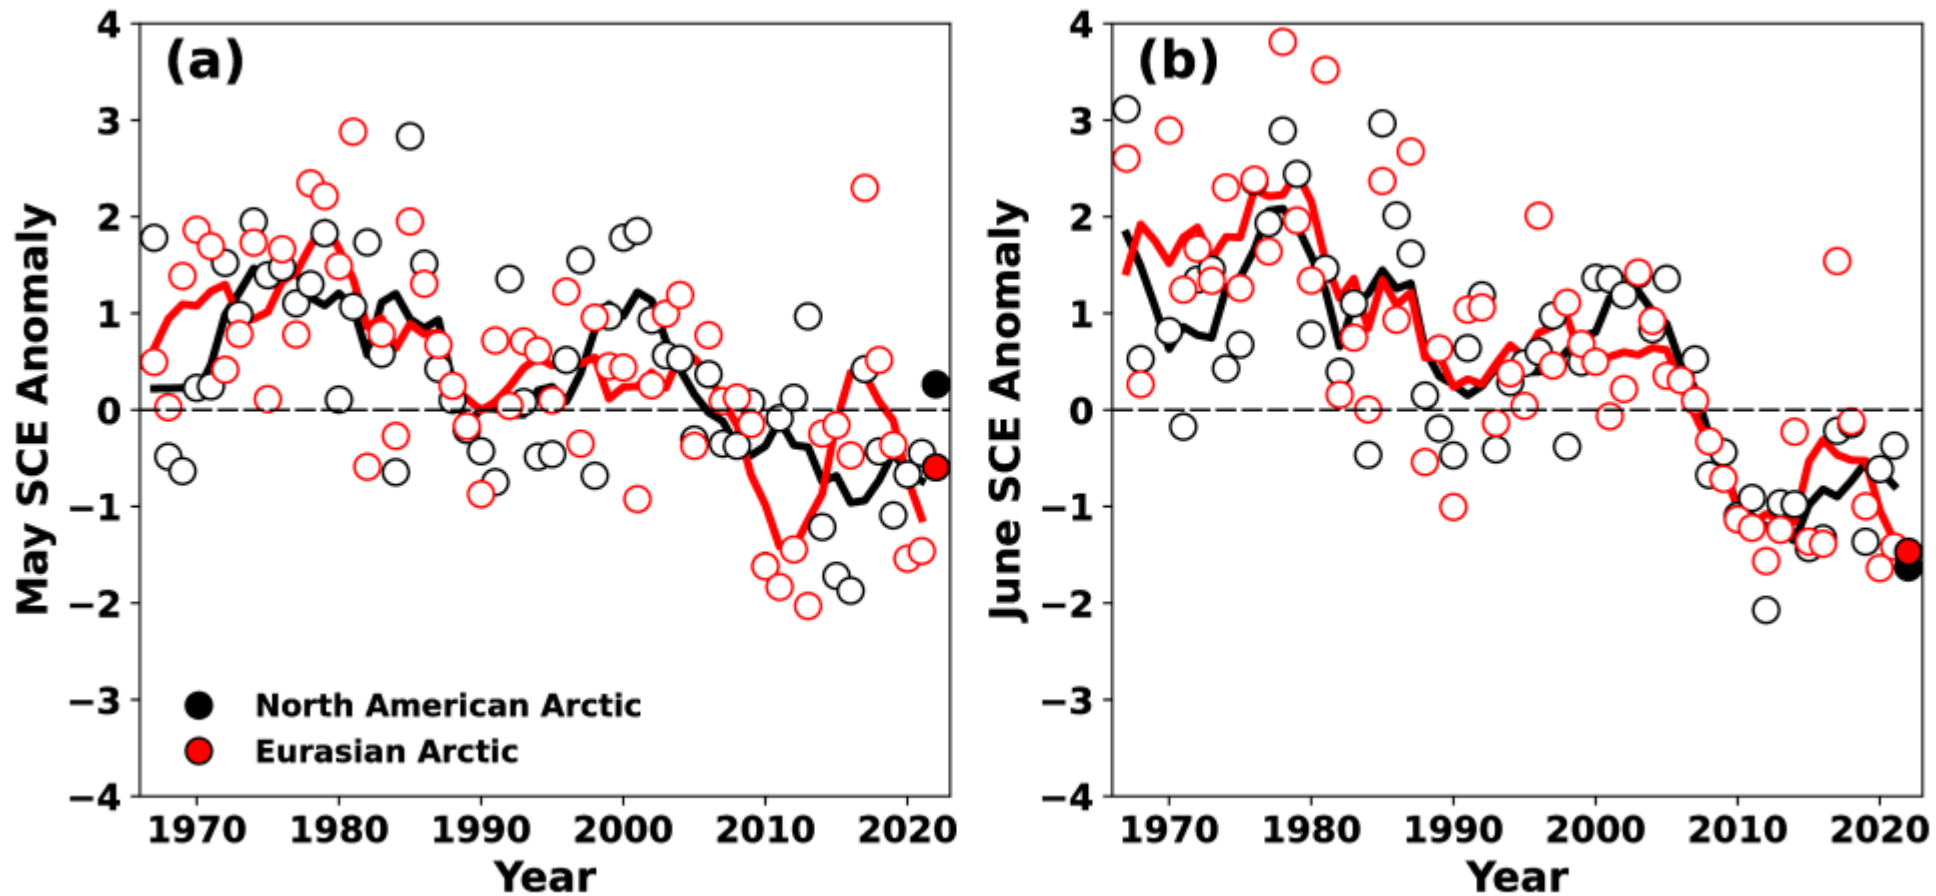 (a)
May SCE Anomaly
4
3
2
1
0
−1
−2
−3
−4
North American Arctic
Eurasian Arctic
1970 1980 1990 2000 2010 2020
Year
(b)
June SCE Anomaly
4
3
2
1
0
−1
−2
−3
−4
1970 1980 1990 2000 2010 2020
Year